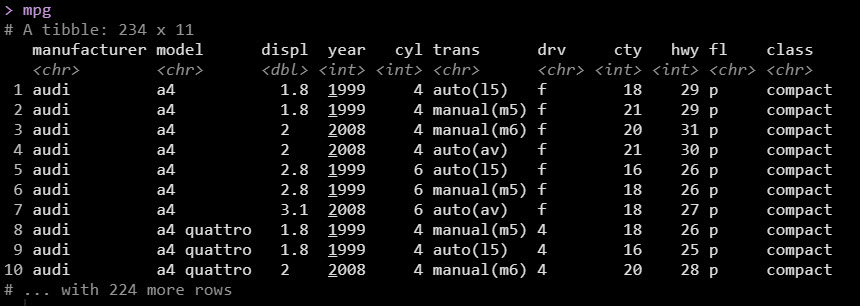 > mpg
# A tibble: 234 x 11
   manufacturer model      displ  year   cyl trans      drv     cty   hwy fl    class
   <chr>        <chr>      <dbl> <int> <int> <chr>      <chr> <int> <int> <chr> <chr>
 1 audi         a4           1.8  1999     4 auto(l5)   f        18    29 p     compact
 2 audi         a4           1.8  1999     4 manual(m5) f        21    29 p     compact
 3 audi         a4           2    2008     4 manual(m6) f        20    31 p     compact
 4 audi         a4           2    2008     4 auto(av)   f        21    30 p     compact
 5 audi         a4           2.8  1999     6 auto(l5)   f        16    26 p     compact
 6 audi         a4           2.8  1999     6 manual(m5) f        18    26 p     compact
 7 audi         a4           3.1  2008     6 auto(av)   f        18    27 p     compact
 8 audi         a4 quattro   1.8  1999     4 manual(m5) 4        18    26 p     compact
 9 audi         a4 quattro   1.8  1999     4 auto(l5)   4        16    25 p     compact
10 audi         a4 quattro   2    2008     4 manual(m6) 4        20    28 p     compact
# ... with 224 more rows